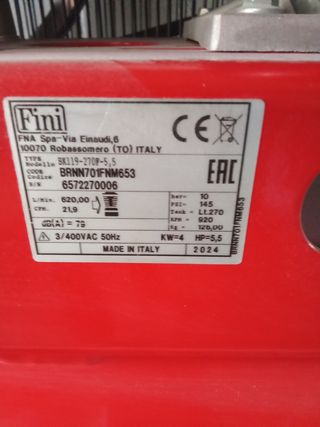 Fini
FNA Spa-Via Einaudi,6
10070 Robassomero (TO) ITALY
CE
EAC
TYPE
Modello BK119-270F-5,5
CODE
Codice: BRNN701FNM653
S/N 6572270006
L/Min. 620,00
CFM. 21,9
dB(A) = 79
bar= 10
PSI= 145
Tank = Lt.270
RPM = 920
Kg = 126,00
3/400VAC 50Hz KW=4 HP=5,5
MADE IN ITALY 2024
BRNN701FNM653